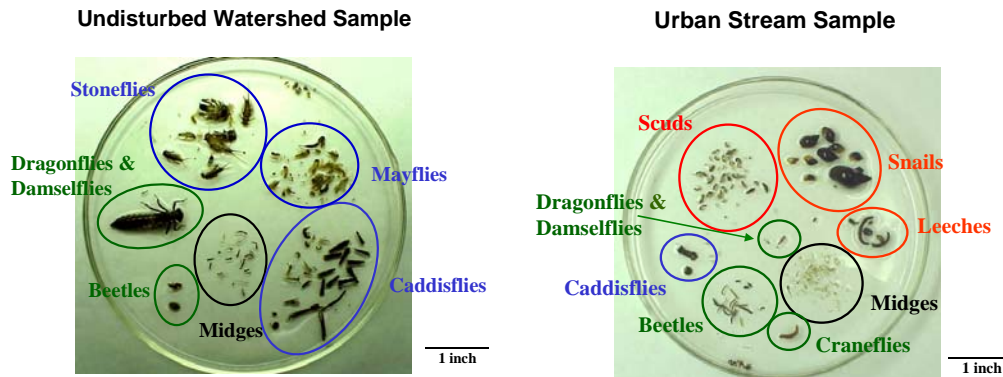 Undisturbed Watershed Sample
Stoneflies
Dragonflies &
Damselflies
Mayflies
Beetles
Midges
Caddisflies
1 inch
Urban Stream Sample
Scuds
Snails
Dragonflies &
Damselflies
Leeches
Caddisflies
Midges
Beetles
Craneflies
1 inch